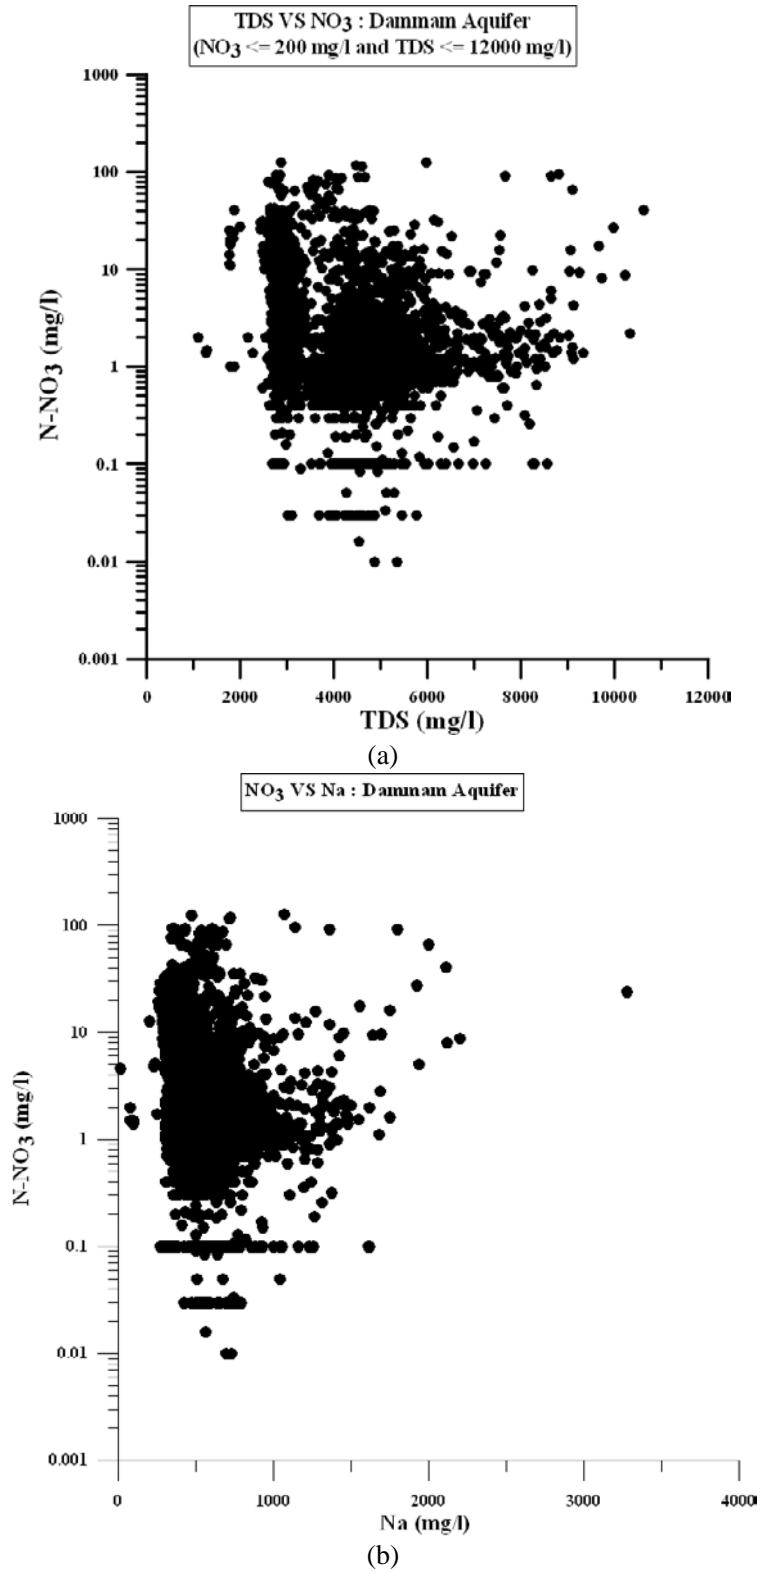 TDS VS NO3 : Dammam Aquifer
(NO3 <= 200 mg/l and TDS <= 12000 mg/l)
1000
100
10
1
0.1
0.01
0.001
N-NO3 (mg/l)
0 2000 4000 6000 8000 10000 12000
TDS (mg/l)
(a)
NO3 VS Na : Dammam Aquifer
1000
100
10
1
0.1
0.01
0.001
N-NO3 (mg/l)
0 1000 2000 3000 4000
Na (mg/l)
(b)